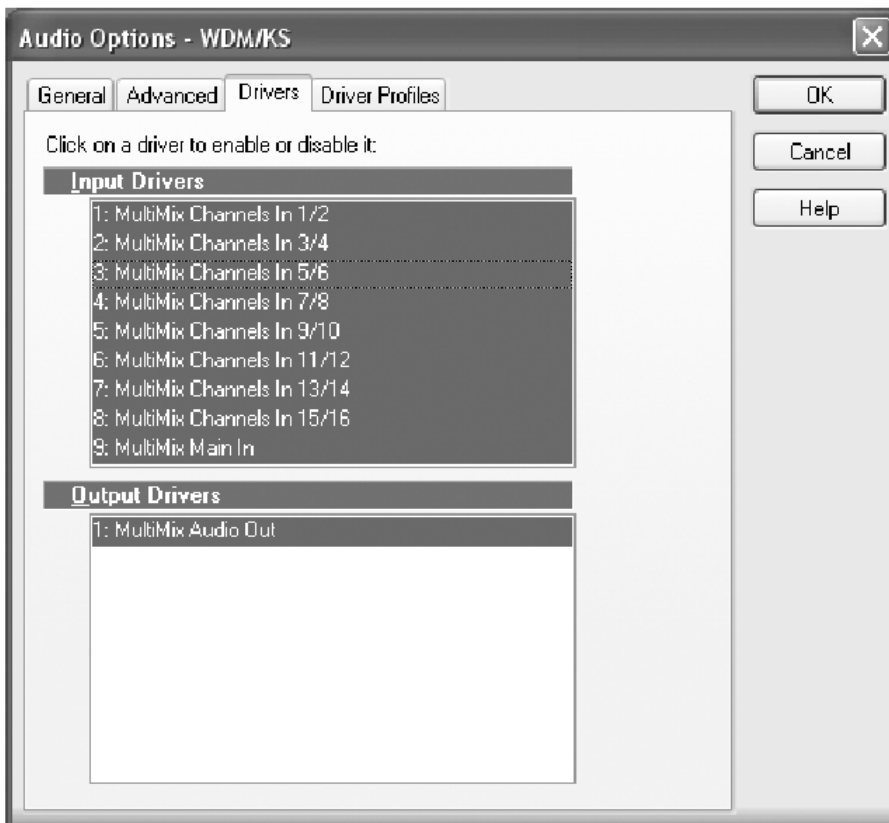 Audio Options - WDM/KS
General Advanced Drivers Driver Profiles
OK
Cancel
Help
Click on a driver to enable or disable it:
Input Drivers
1: MultiMix Channels In 1/2
2: MultiMix Channels In 3/4
3: MultiMix Channels In 5/6
4: MultiMix Channels In 7/8
5: MultiMix Channels In 9/10
6: MultiMix Channels In 11/12
7: MultiMix Channels In 13/14
8: MultiMix Channels In 15/16
9: MultiMix Main In
Output Drivers
1: MultiMix Audio Out